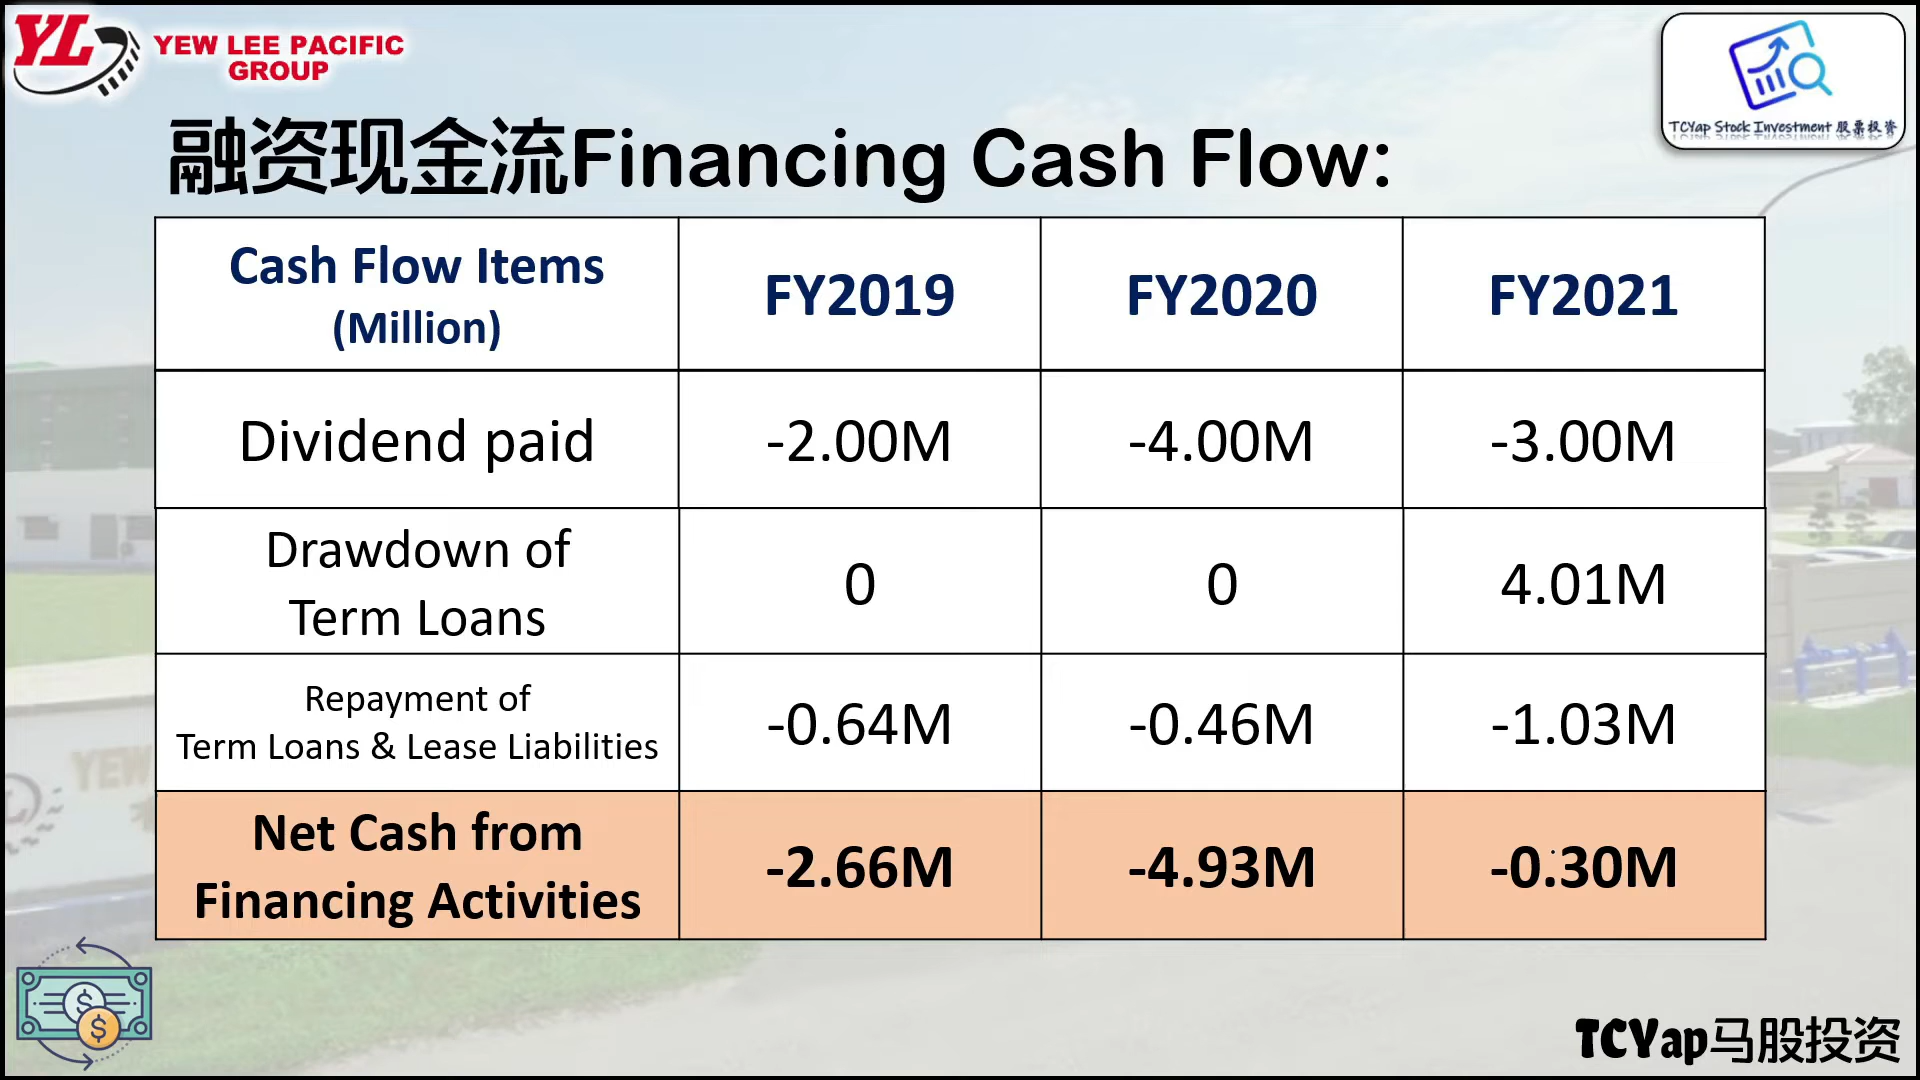 YL
YEW LEE PACIFIC
GROUP
TCYap Stock Investment 股票投资
融资现金流Financing Cash Flow:
Cash Flow Items
(Million)
FY2019
FY2020
FY2021
Dividend paid
-2.00M
-4.00M
-3.00M
Drawdown of
Term Loans
0
0
4.01M
Repayment of
Term Loans & Lease Liabilities
-0.64M
-0.46M
-1.03M
Net Cash from
Financing Activities
-2.66M
-4.93M
-0.30M
YEW
$
$
TCYap马股投资